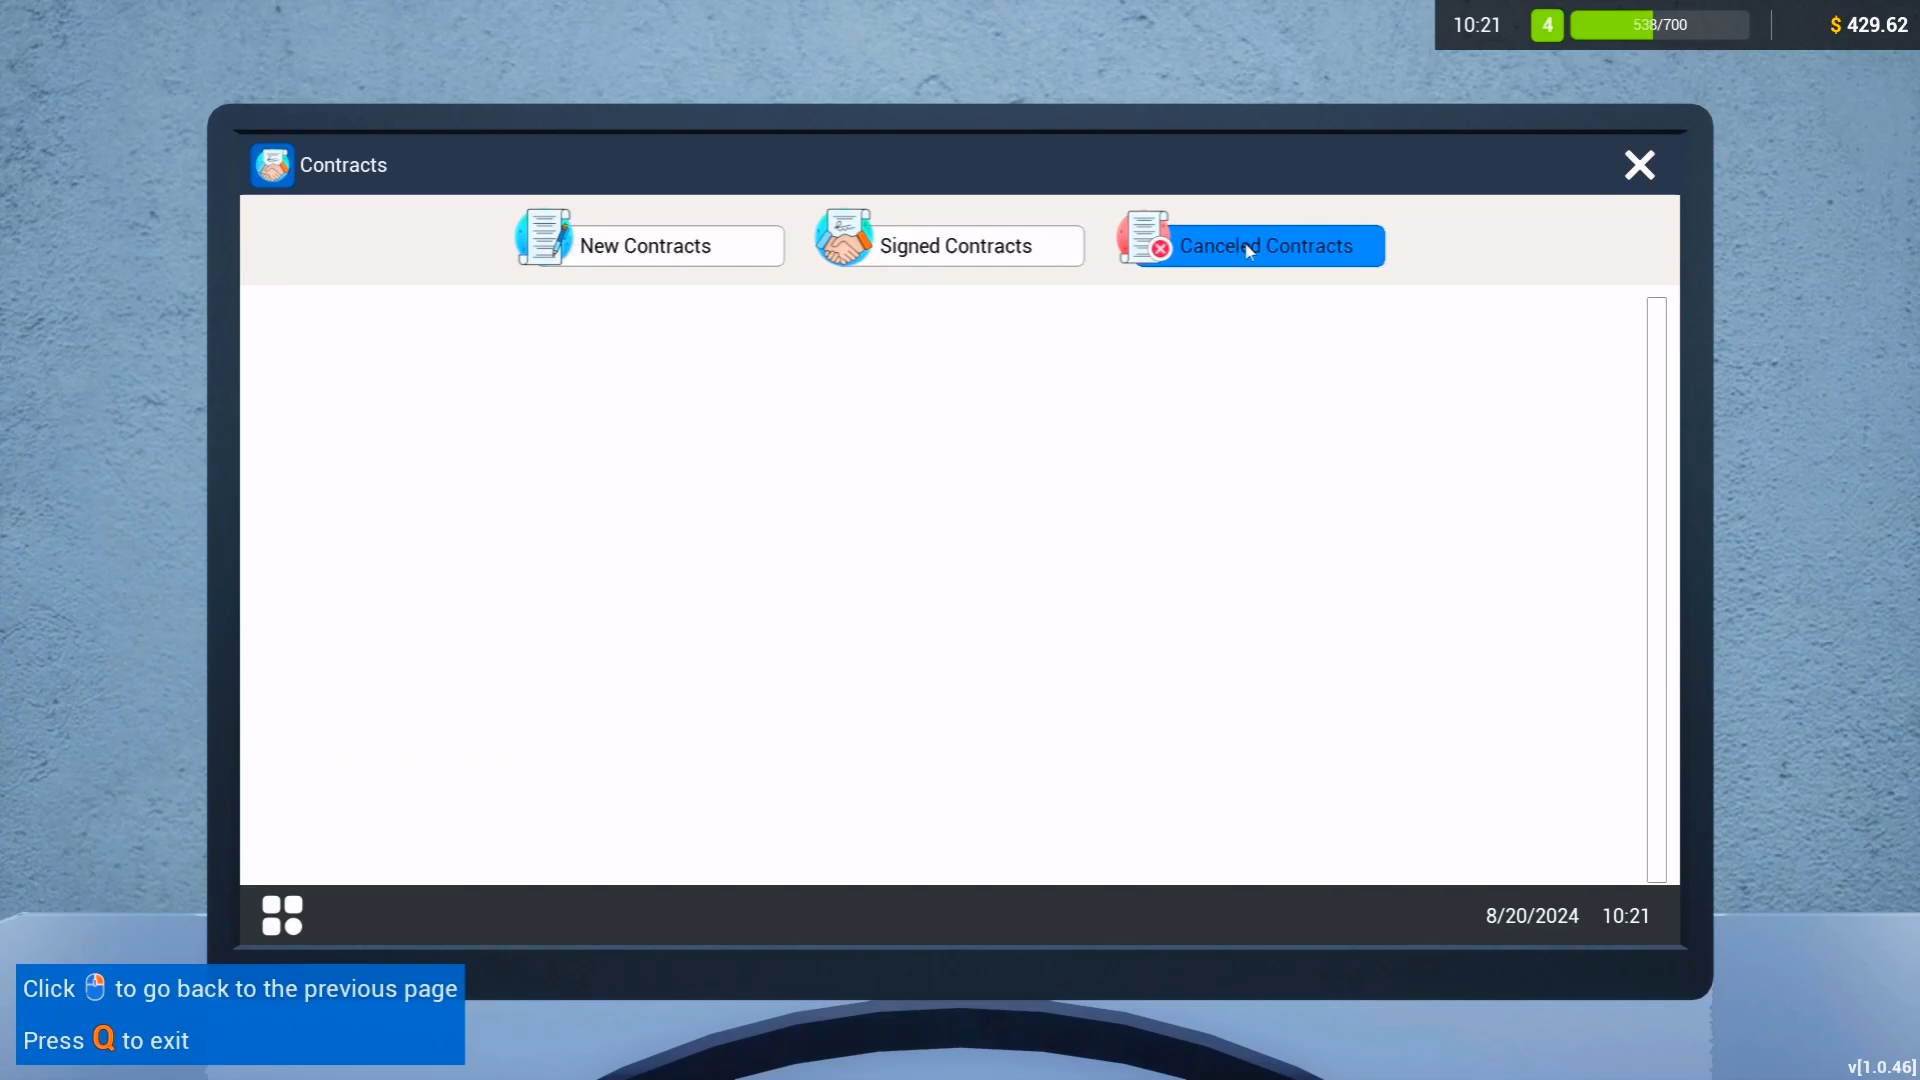 10:21 4 538/700 $ 429.62
Contracts
New Contracts Signed Contracts Canceled Contracts
8/20/2024 10:21
Click to go back to the previous page
Press Q to exit
v[1.0.46]